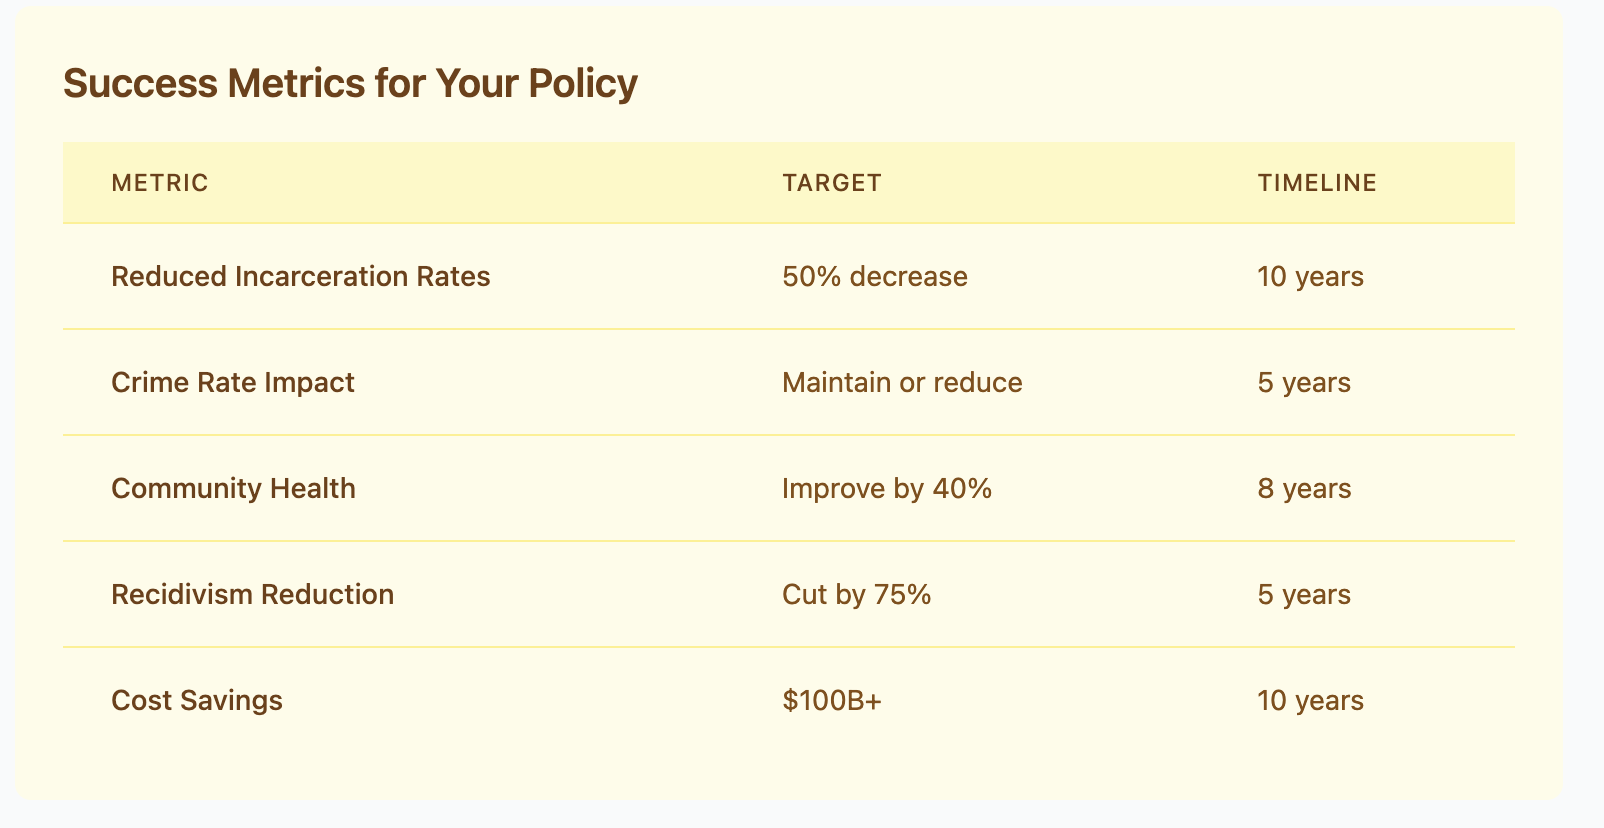 Success Metrics for Your Policy
METRIC TARGET TIMELINE
Reduced Incarceration Rates 50% decrease 10 years
Crime Rate Impact Maintain or reduce 5 years
Community Health Improve by 40% 8 years
Recidivism Reduction Cut by 75% 5 years
Cost Savings $100B+ 10 years